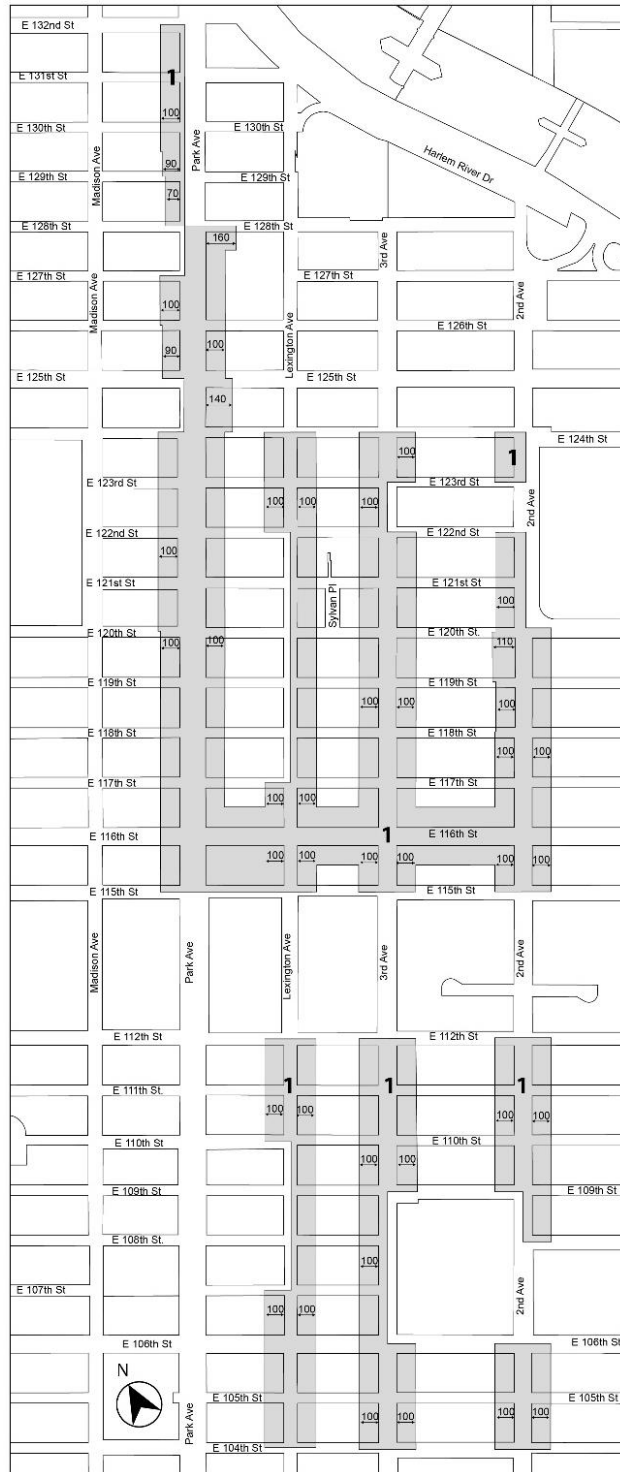 E 132nd St
1
E 131st St
100
E 130th St
E 130th St
Harlem River Dr
Madison Ave
Park Ave
90
E 129th St
E 129th St
70
E 128th St
E 128th St
160
3rd Ave
E 127th St
E 127th St
Madison Ave
2nd Ave
100
Lexington Ave
E 126th St
90
100
E 125th St
E 125th St
140
E 124th St
100
1
E 123rd St
E 123rd St
100
100
100
2nd Ave
E 122nd St
E 122nd St
100
E 121st St
E 121st St
Sylvan Pl
100
E 120th St
E 120th St.
100
100
110
E 119th St
E 119th St
100
100
100
E 118th St
E 118th St
100
100
E 117th St
E 117th St
100
100
E 116th St
1
E 116th St
100
100
100
100
100
100
E 115th St
E 115th St
Madison Ave
Park Ave
Lexington Ave
3rd Ave
2nd Ave
E 112th St
E 112th St
1
1
1
E 111th St.
100
100
100
100
E 110th St
E 110th St
100
100
E 109th St
E 109th St
E 108th St.
100
E 107th St
100
100
2nd Ave
E 106th St
E 106th St
N
E 105th St
E 105th St
Park Ave
100
100
100
100
E 104th St